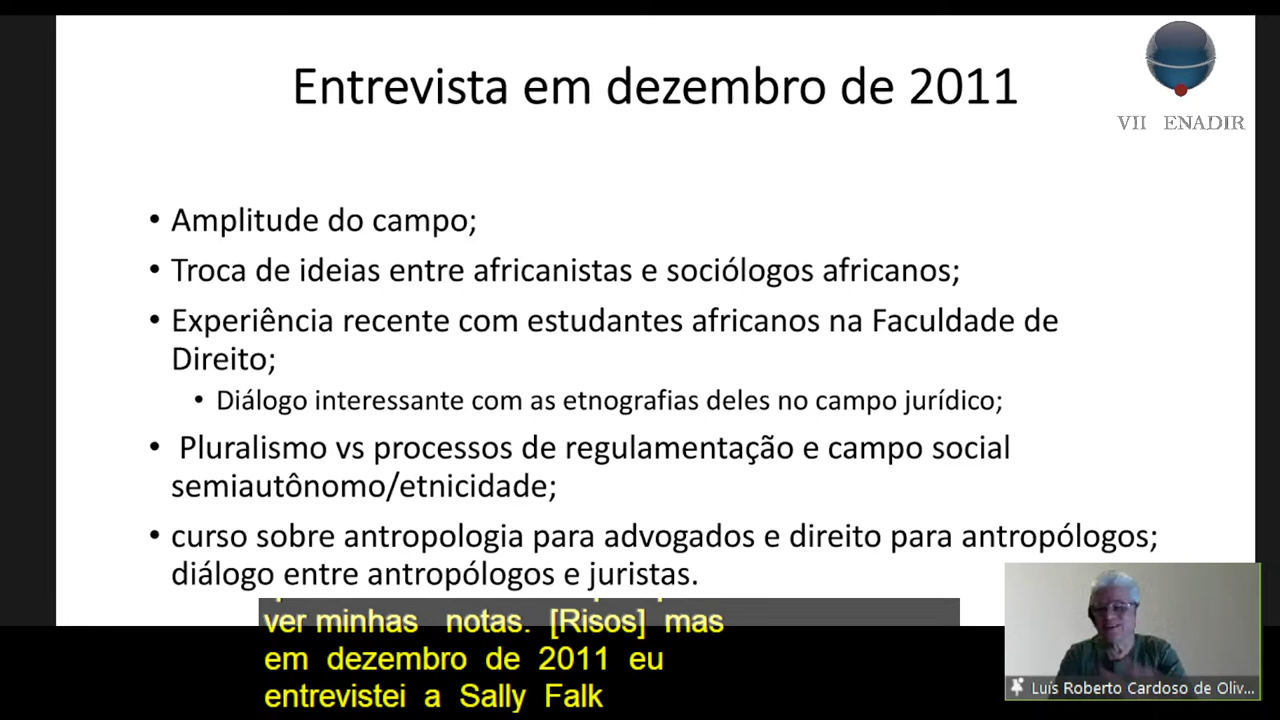 Entrevista em dezembro de 2011
VII ENADIR
• Amplitude do campo;
• Troca de ideias entre africanistas e sociólogos africanos;
• Experiência recente com estudantes africanos na Faculdade de
Direito;
• Diálogo interessante com as etnografias deles no campo jurídico;
• Pluralismo vs processos de regulamentação e campo social
semiautônomo/etnicidade;
• curso sobre antropologia para advogados e direito para antropólogos;
diálogo entre antropólogos e juristas.
ver minhas notas. [Risos] mas
em dezembro de 2011 eu
entrevistei a Sally Falk
Luís Roberto Cardoso de Oliv...